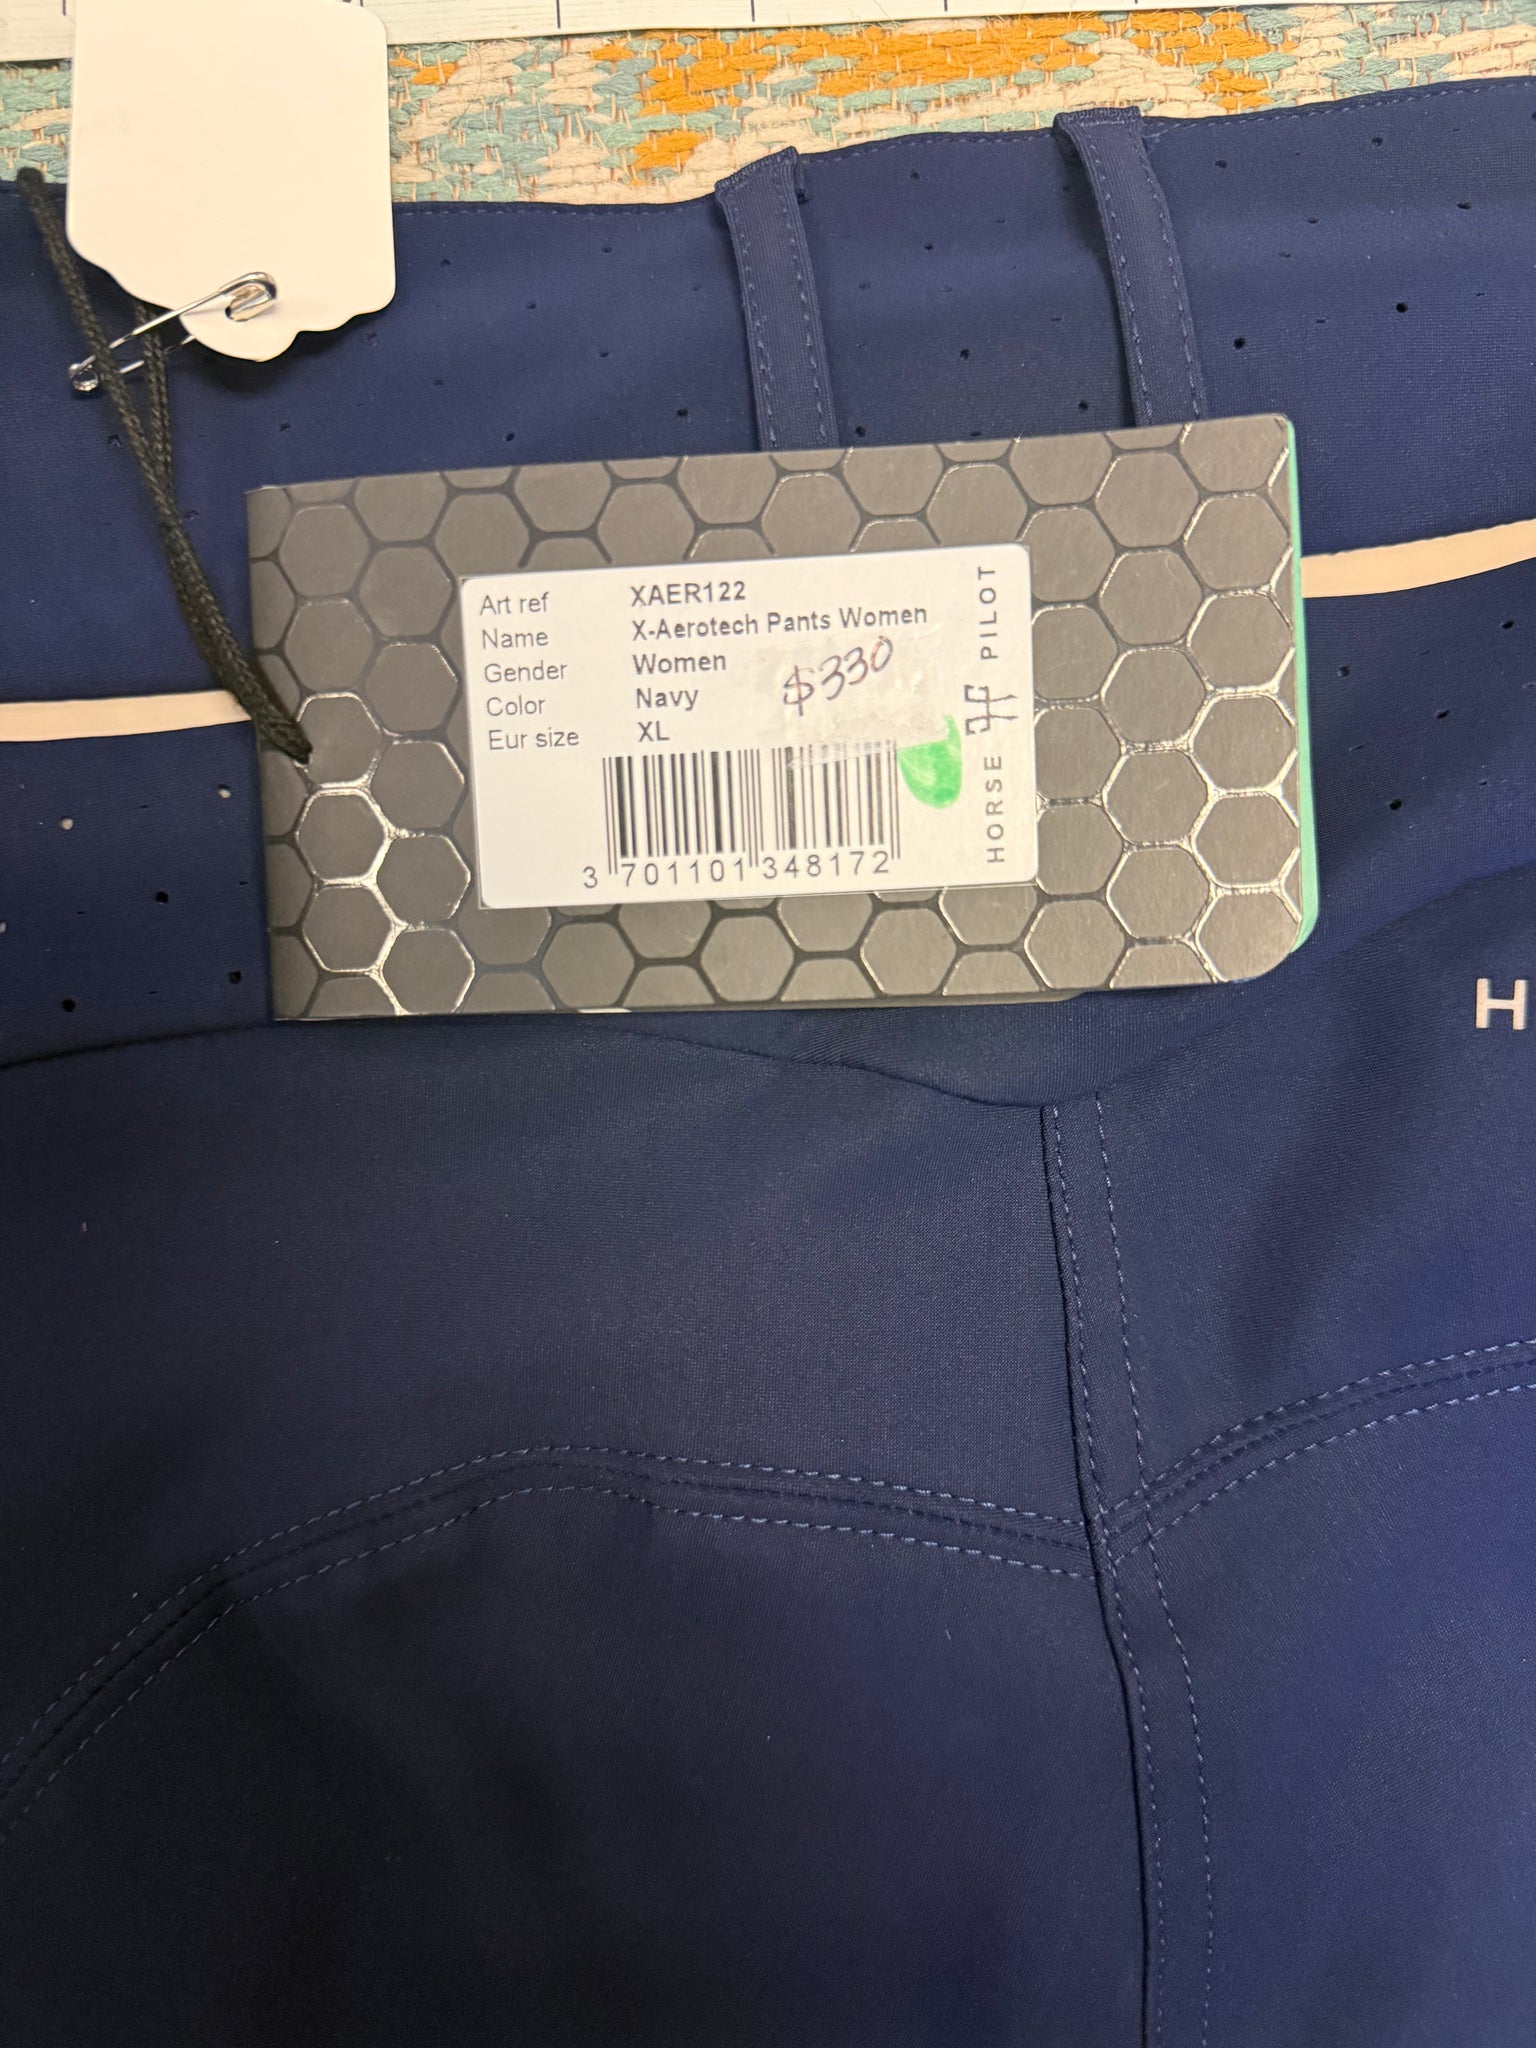 Art ref XAER122
Name X-Aerotech Pants Women
Gender Women
Color Navy
Eur size XL
$330
3 701101 348172
HORSE PILOT
H